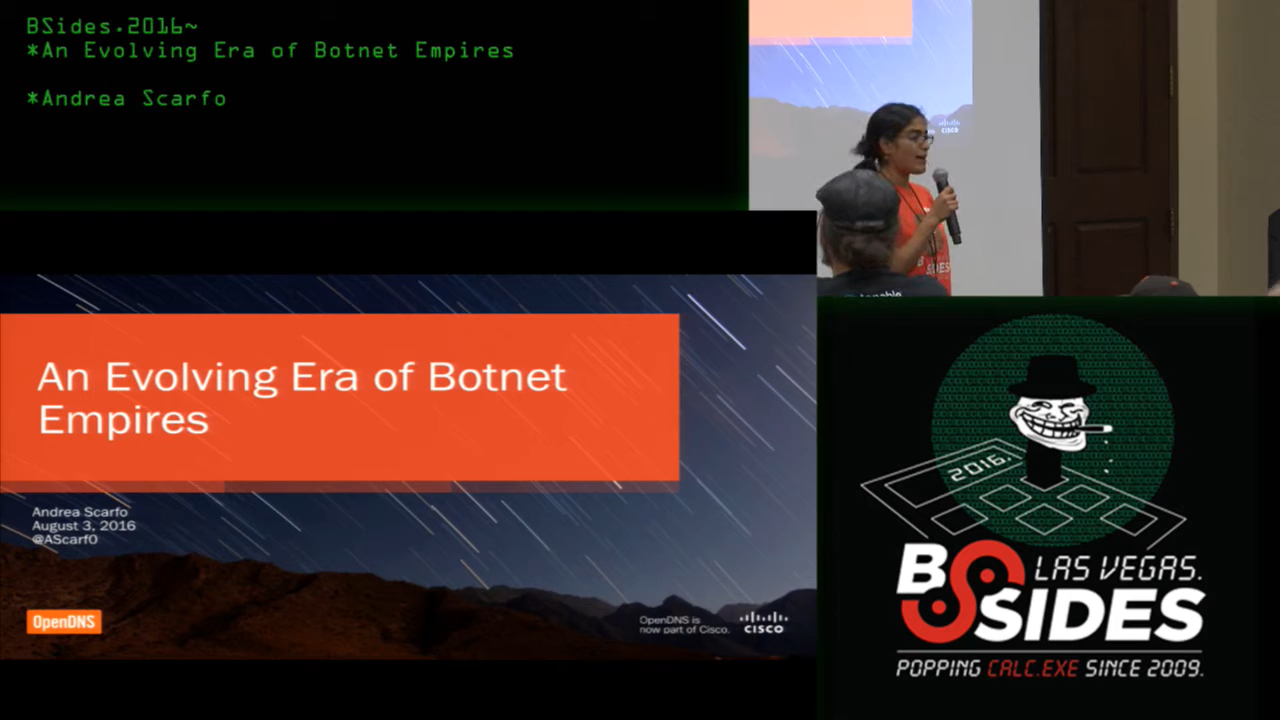 BSides.2016~
*An Evolving Era of Botnet Empires
*Andrea Scarfo
CISCO
An Evolving Era of Botnet
Empires
Andrea Scarfo
August 3, 2016
@AScarf0
OpenDNS
OpenDNS is
now part of Cisco.
CISCO
2016.
B SIDES
LAS VEGAS.
POPPING CALC.EXE SINCE 2009.